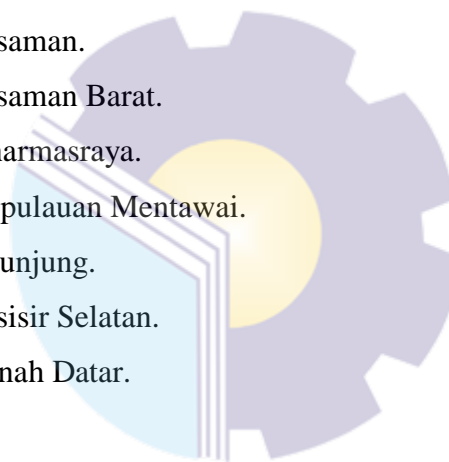 saman.
saman Barat.
armasraya.
pulauan Mentawai.
unjung.
sisir Selatan.
nah Datar.